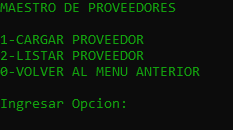 MAESTRO DE PROVEEDORES
1-CARGAR PROVEEDOR
2-LISTAR PROVEEDOR
0-VOLVER AL MENU ANTERIOR
Ingresar Opcion: